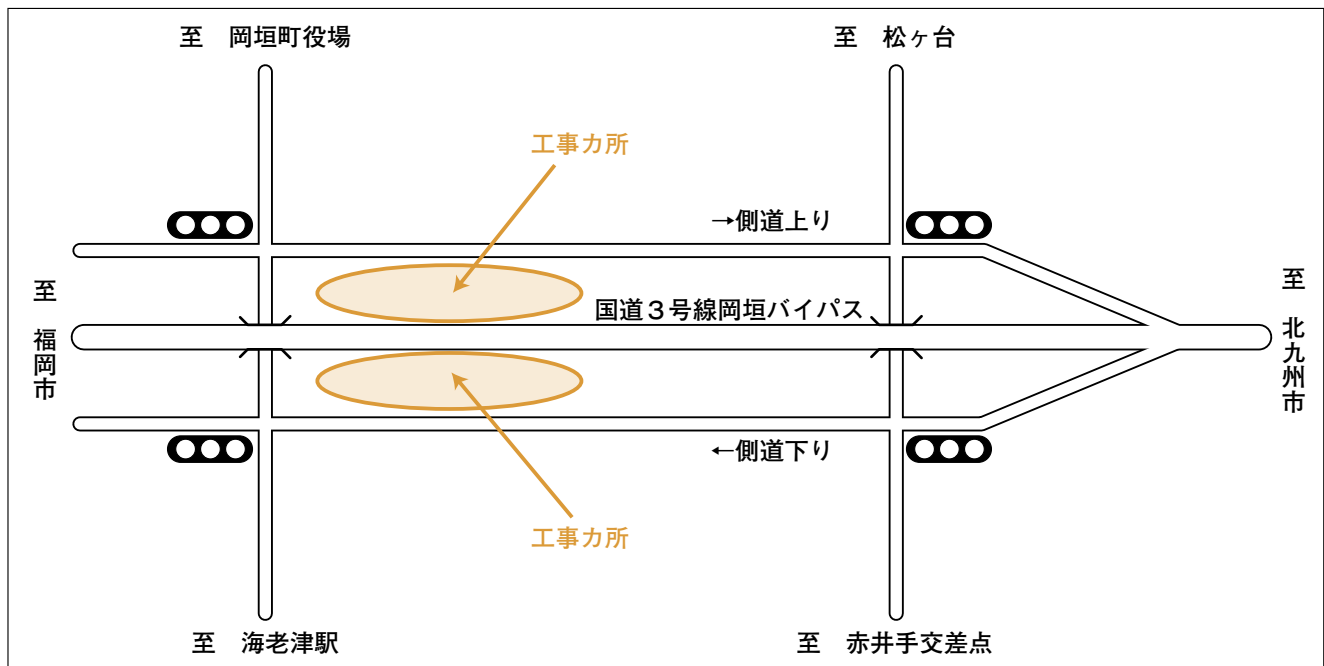 至 岡垣町役場
至 松ヶ台
工事カ所
→側道上り
至 福岡市
国道３号線岡垣バイパス
至 北九州市
←側道下り
工事カ所
至 海老津駅
至 赤井手交差点